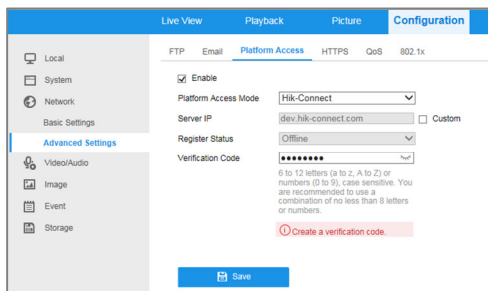 Live View Playback Picture Configuration
Local
System
Network
Basic Settings
Advanced Settings
Video/Audio
Image
Event
Storage
FTP Email Platform Access HTTPS QoS 802.1x
Enable
Platform Access Mode Hik-Connect
Server IP dev.hik-connect.com Custom
Register Status Offline
Verification Code ●●●●●●●●
6 to 12 letters (a to z, A to Z) or
numbers (0 to 9), case sensitive. You
are recommended to use a
combination of no less than 8 letters
or numbers.
Create a verification code.
Save